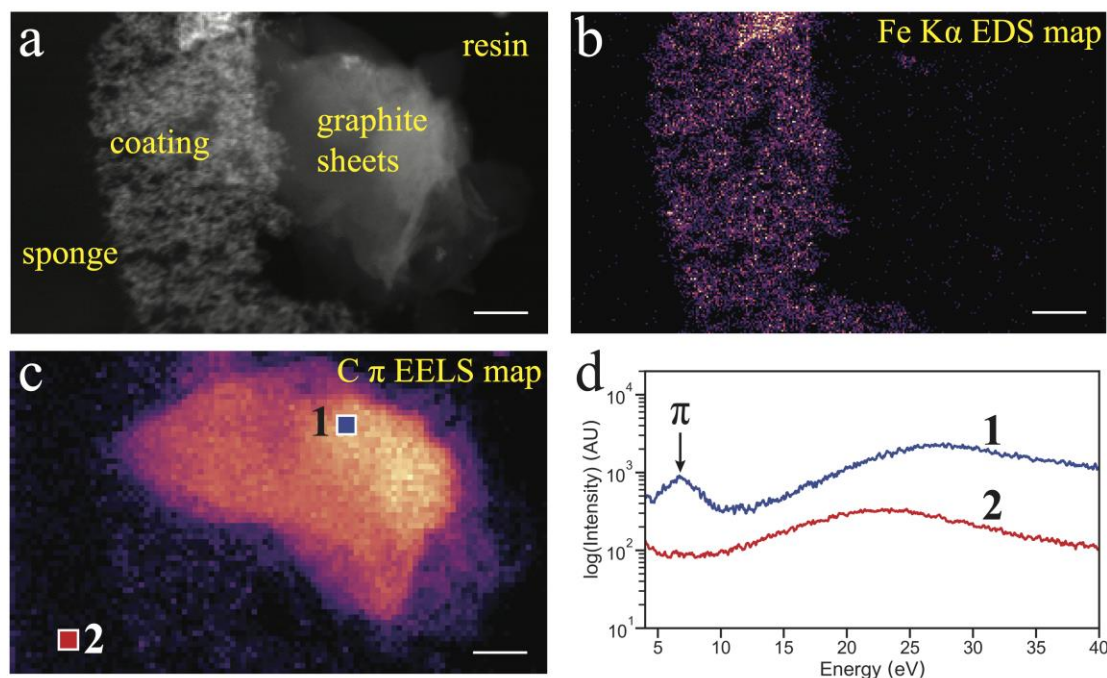 a
resin
coating
graphite
sheets
sponge
b
Fe Kα EDS map
c
C π EELS map
1
2
d
log(Intensity) (AU)
10⁴
10³
10²
10¹
π
1
2
5 10 15 20 25 30 35 40
Energy (eV)